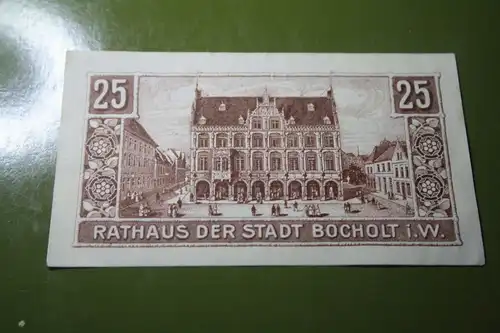 25 25
RATHAUS DER STADT BOCHOLT i.W.